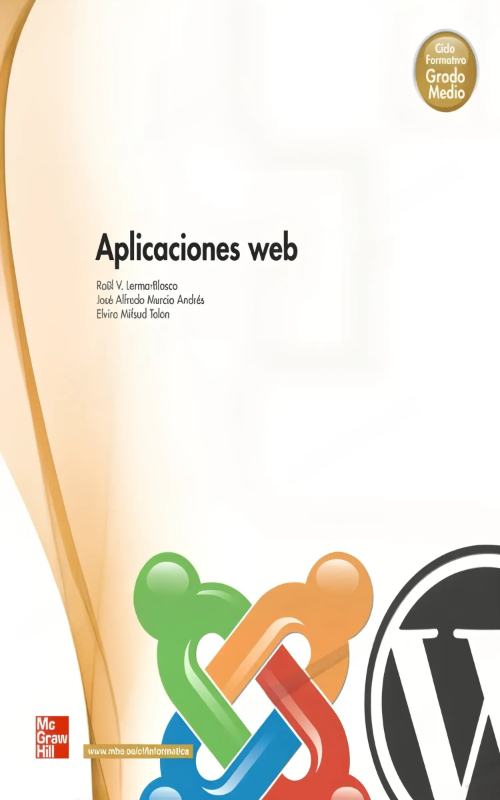 Ciclo
Formativo
Grado
Medio
Aplicaciones web
Raúl V. Lerma-Blasco
José Alfredo Murcia Andrés
Elvira Mifsud Talón
Mc
Graw
Hill
www.mhe.es/cf/informatica
W